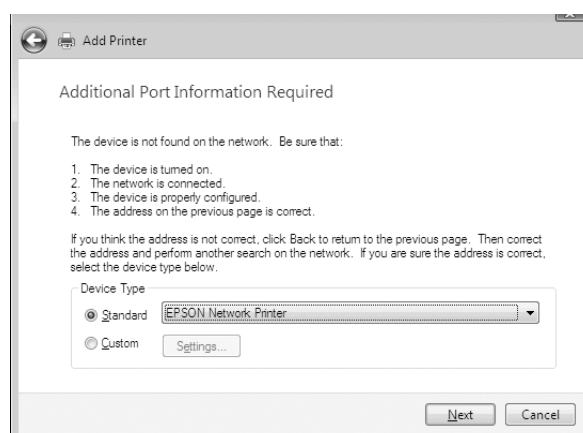 Add Printer
Additional Port Information Required
The device is not found on the network. Be sure that:
1. The device is turned on.
2. The network is connected.
3. The device is properly configured.
4. The address on the previous page is correct.
If you think the address is not correct, click Back to return to the previous page. Then correct
the address and perform another search on the network. If you are sure the address is correct,
select the device type below.
Device Type
Standard EPSON Network Printer
Custom Settings...
Next Cancel